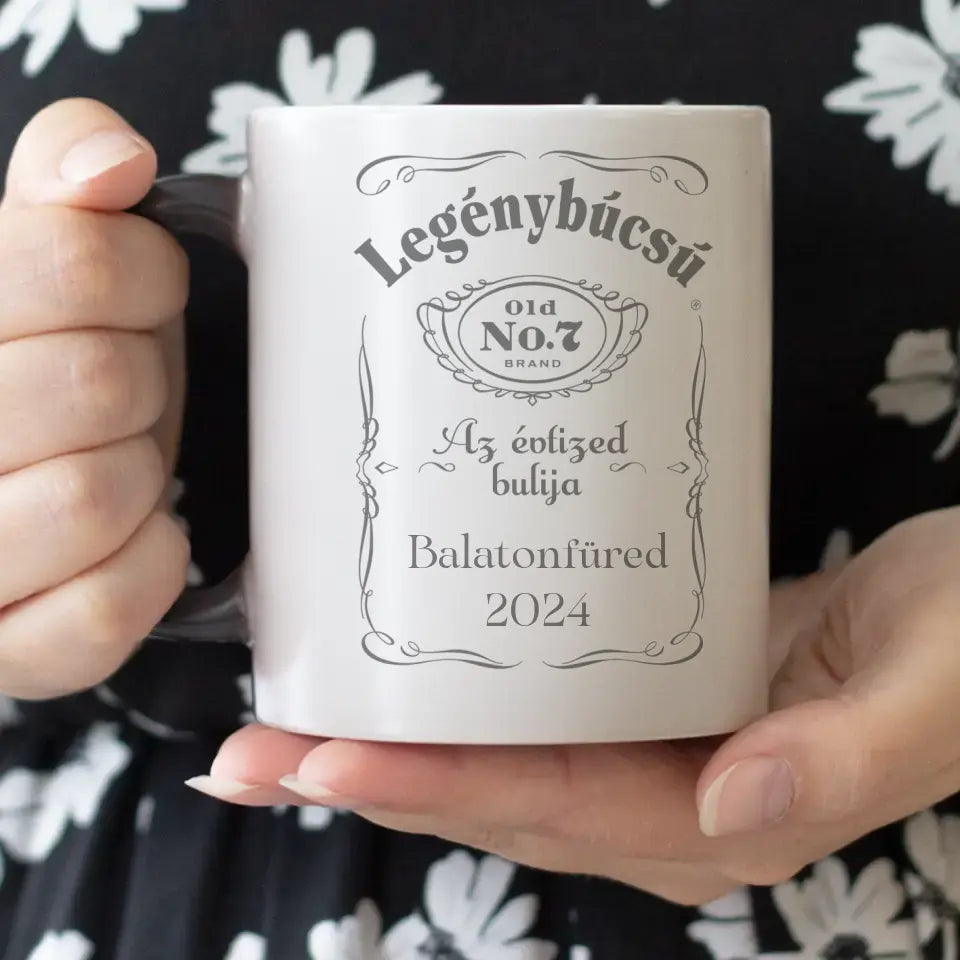 Legénybúcsú
®
Old
No.7
BRAND
Az évtized
bulija
Balatonfüred
2024